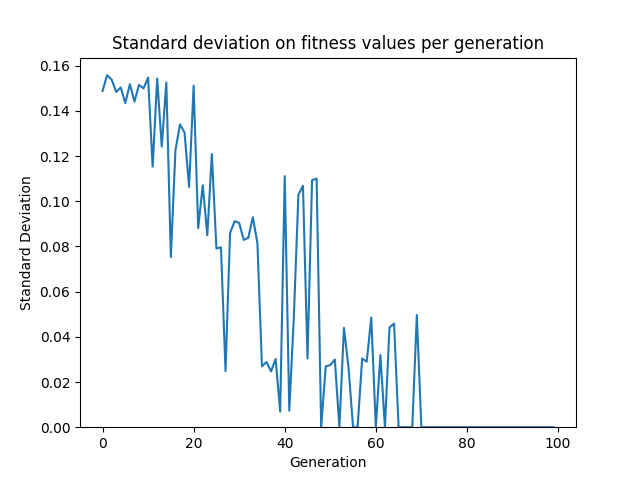 Standard deviation on fitness values per generation
0.16
0.14
0.12
0.10
0.08
0.06
0.04
0.02
0.00
Standard Deviation
0 20 40 60 80 100
Generation